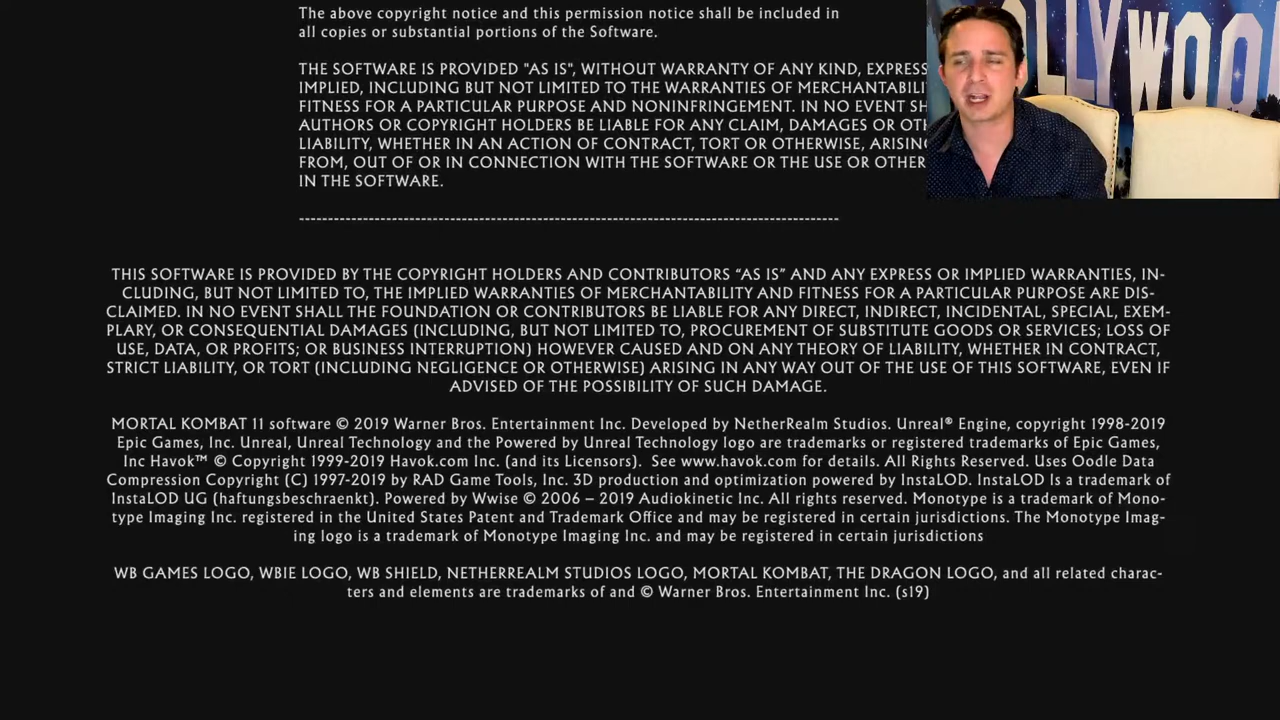 The above copyright notice and this permission notice shall be included in
all copies or substantial portions of the Software.
THE SOFTWARE IS PROVIDED "AS IS", WITHOUT WARRANTY OF ANY KIND, EXPRESS
IMPLIED, INCLUDING BUT NOT LIMITED TO THE WARRANTIES OF
FITNESS FOR A PARTICULAR PURPOSE AND NONINFRINGEMENT. IN NO EVENT
AUTHORS OR COPYRIGHT HOLDERS BE LIABLE FOR ANY CLAIM, DAMAGES OR
LIABILITY, WHETHER IN AN ACTION OF CONTRACT, TORT OR OTHERWISE,
FROM, OUT OF OR IN CONNECTION WITH THE SOFTWARE OR THE USE OR
IN THE SOFTWARE.
------------------------------------------------------------------------------------------
THIS SOFTWARE IS PROVIDED BY THE COPYRIGHT HOLDERS AND CONTRIBUTORS “AS IS” AND ANY EXPRESS OR IMPLIED WARRANTIES, IN-
CLUDING, BUT NOT LIMITED TO, THE IMPLIED WARRANTIES OF MERCHANTABILITY AND FITNESS FOR A PARTICULAR PURPOSE ARE DIS-
CLAIMED. IN NO EVENT SHALL THE FOUNDATION OR CONTRIBUTORS BE LIABLE FOR ANY DIRECT, INDIRECT, INCIDENTAL, SPECIAL, EXEM-
PLARY, OR CONSEQUENTIAL DAMAGES (INCLUDING, BUT NOT LIMITED TO, PROCUREMENT OF SUBSTITUTE GOODS OR SERVICES; LOSS OF
USE, DATA, OR PROFITS; OR BUSINESS INTERRUPTION) HOWEVER CAUSED AND ON ANY THEORY OF LIABILITY, WHETHER IN CONTRACT,
STRICT LIABILITY, OR TORT (INCLUDING NEGLIGENCE OR OTHERWISE) ARISING IN ANY WAY OUT OF THE USE OF THIS SOFTWARE, EVEN IF
ADVISED OF THE POSSIBILITY OF SUCH DAMAGE.
MORTAL KOMBAT 11 software © 2019 Warner Bros. Entertainment Inc. Developed by NetherRealm Studios. Unreal® Engine, copyright 1998-2019
Epic Games, Inc. Unreal, Unreal Technology and the Powered by Unreal Technology logo are trademarks or registered trademarks of Epic Games,
Inc Havok™ © Copyright 1999-2019 Havok.com Inc. (and its Licensors). See www.havok.com for details. All Rights Reserved. Uses Oodle Data
Compression Copyright (C) 1997-2019 by RAD Game Tools, Inc. 3D production and optimization powered by InstaLOD. InstaLOD Is a trademark of
InstaLOD UG (haftungsbeschraenkt). Powered by Wwise © 2006 – 2019 Audiokinetic Inc. All rights reserved. Monotype is a trademark of Mono-
type Imaging Inc. registered in the United States Patent and Trademark Office and may be registered in certain jurisdictions. The Monotype Imag-
ing logo is a trademark of Monotype Imaging Inc. and may be registered in certain jurisdictions
WB GAMES LOGO, WBIE LOGO, WB SHIELD, NETHERREALM STUDIOS LOGO, MORTAL KOMBAT, THE DRAGON LOGO, and all related charac-
ters and elements are trademarks of and © Warner Bros. Entertainment Inc. (s19)